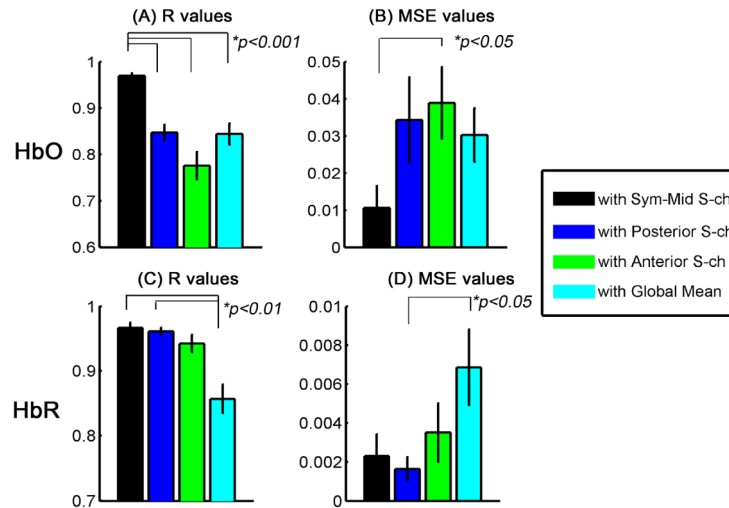 (A) R values
(B) MSE values
*p<0.001
*p<0.05
1
0.9
0.8
0.7
0.6
0.05
0.04
0.03
0.02
0.01
0
HbO
with Sym-Mid S-ch
with Posterior S-ch
with Anterior S-ch
with Global Mean
(C) R values
(D) MSE values
*p<0.01
*p<0.05
1
0.9
0.8
0.7
0.01
0.008
0.006
0.004
0.002
0
HbR